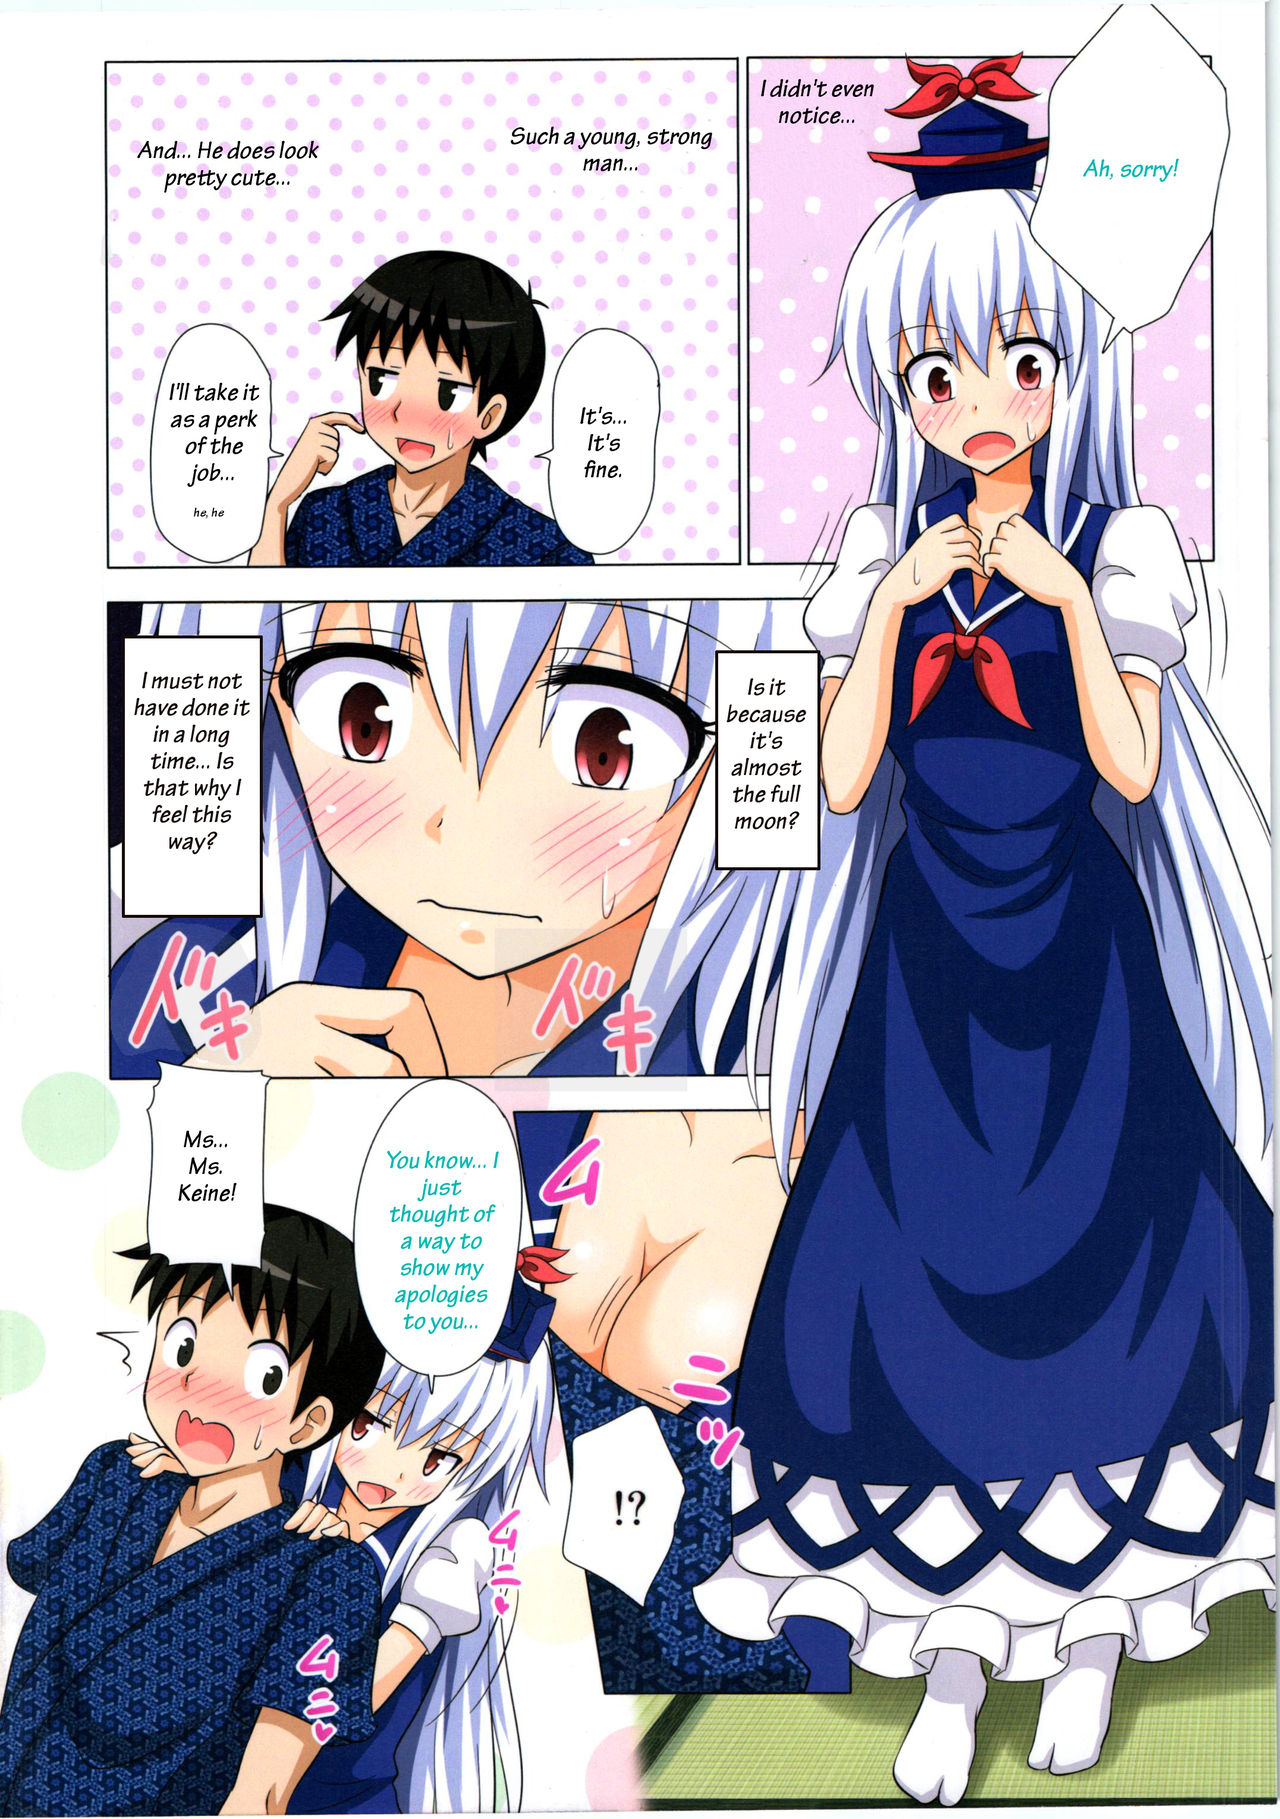 Ah, sorry!
I didn't even
notice...
Such a young, strong
man...
And... He does look
pretty cute...
It's...
It's
fine.
I'll take it
as a perk
of the
job...
he, he
Is it
because
it's
almost
the full
moon?
I must not
have done it
in a long
time... Is
that why I
feel this
way?
ドキ
ドキ
ムニッ
!?
You know... I
just
thought of
a way to
show my
apologies
to you...
Ms...
Ms.
Keine!
ムニ♥
ムニ♥